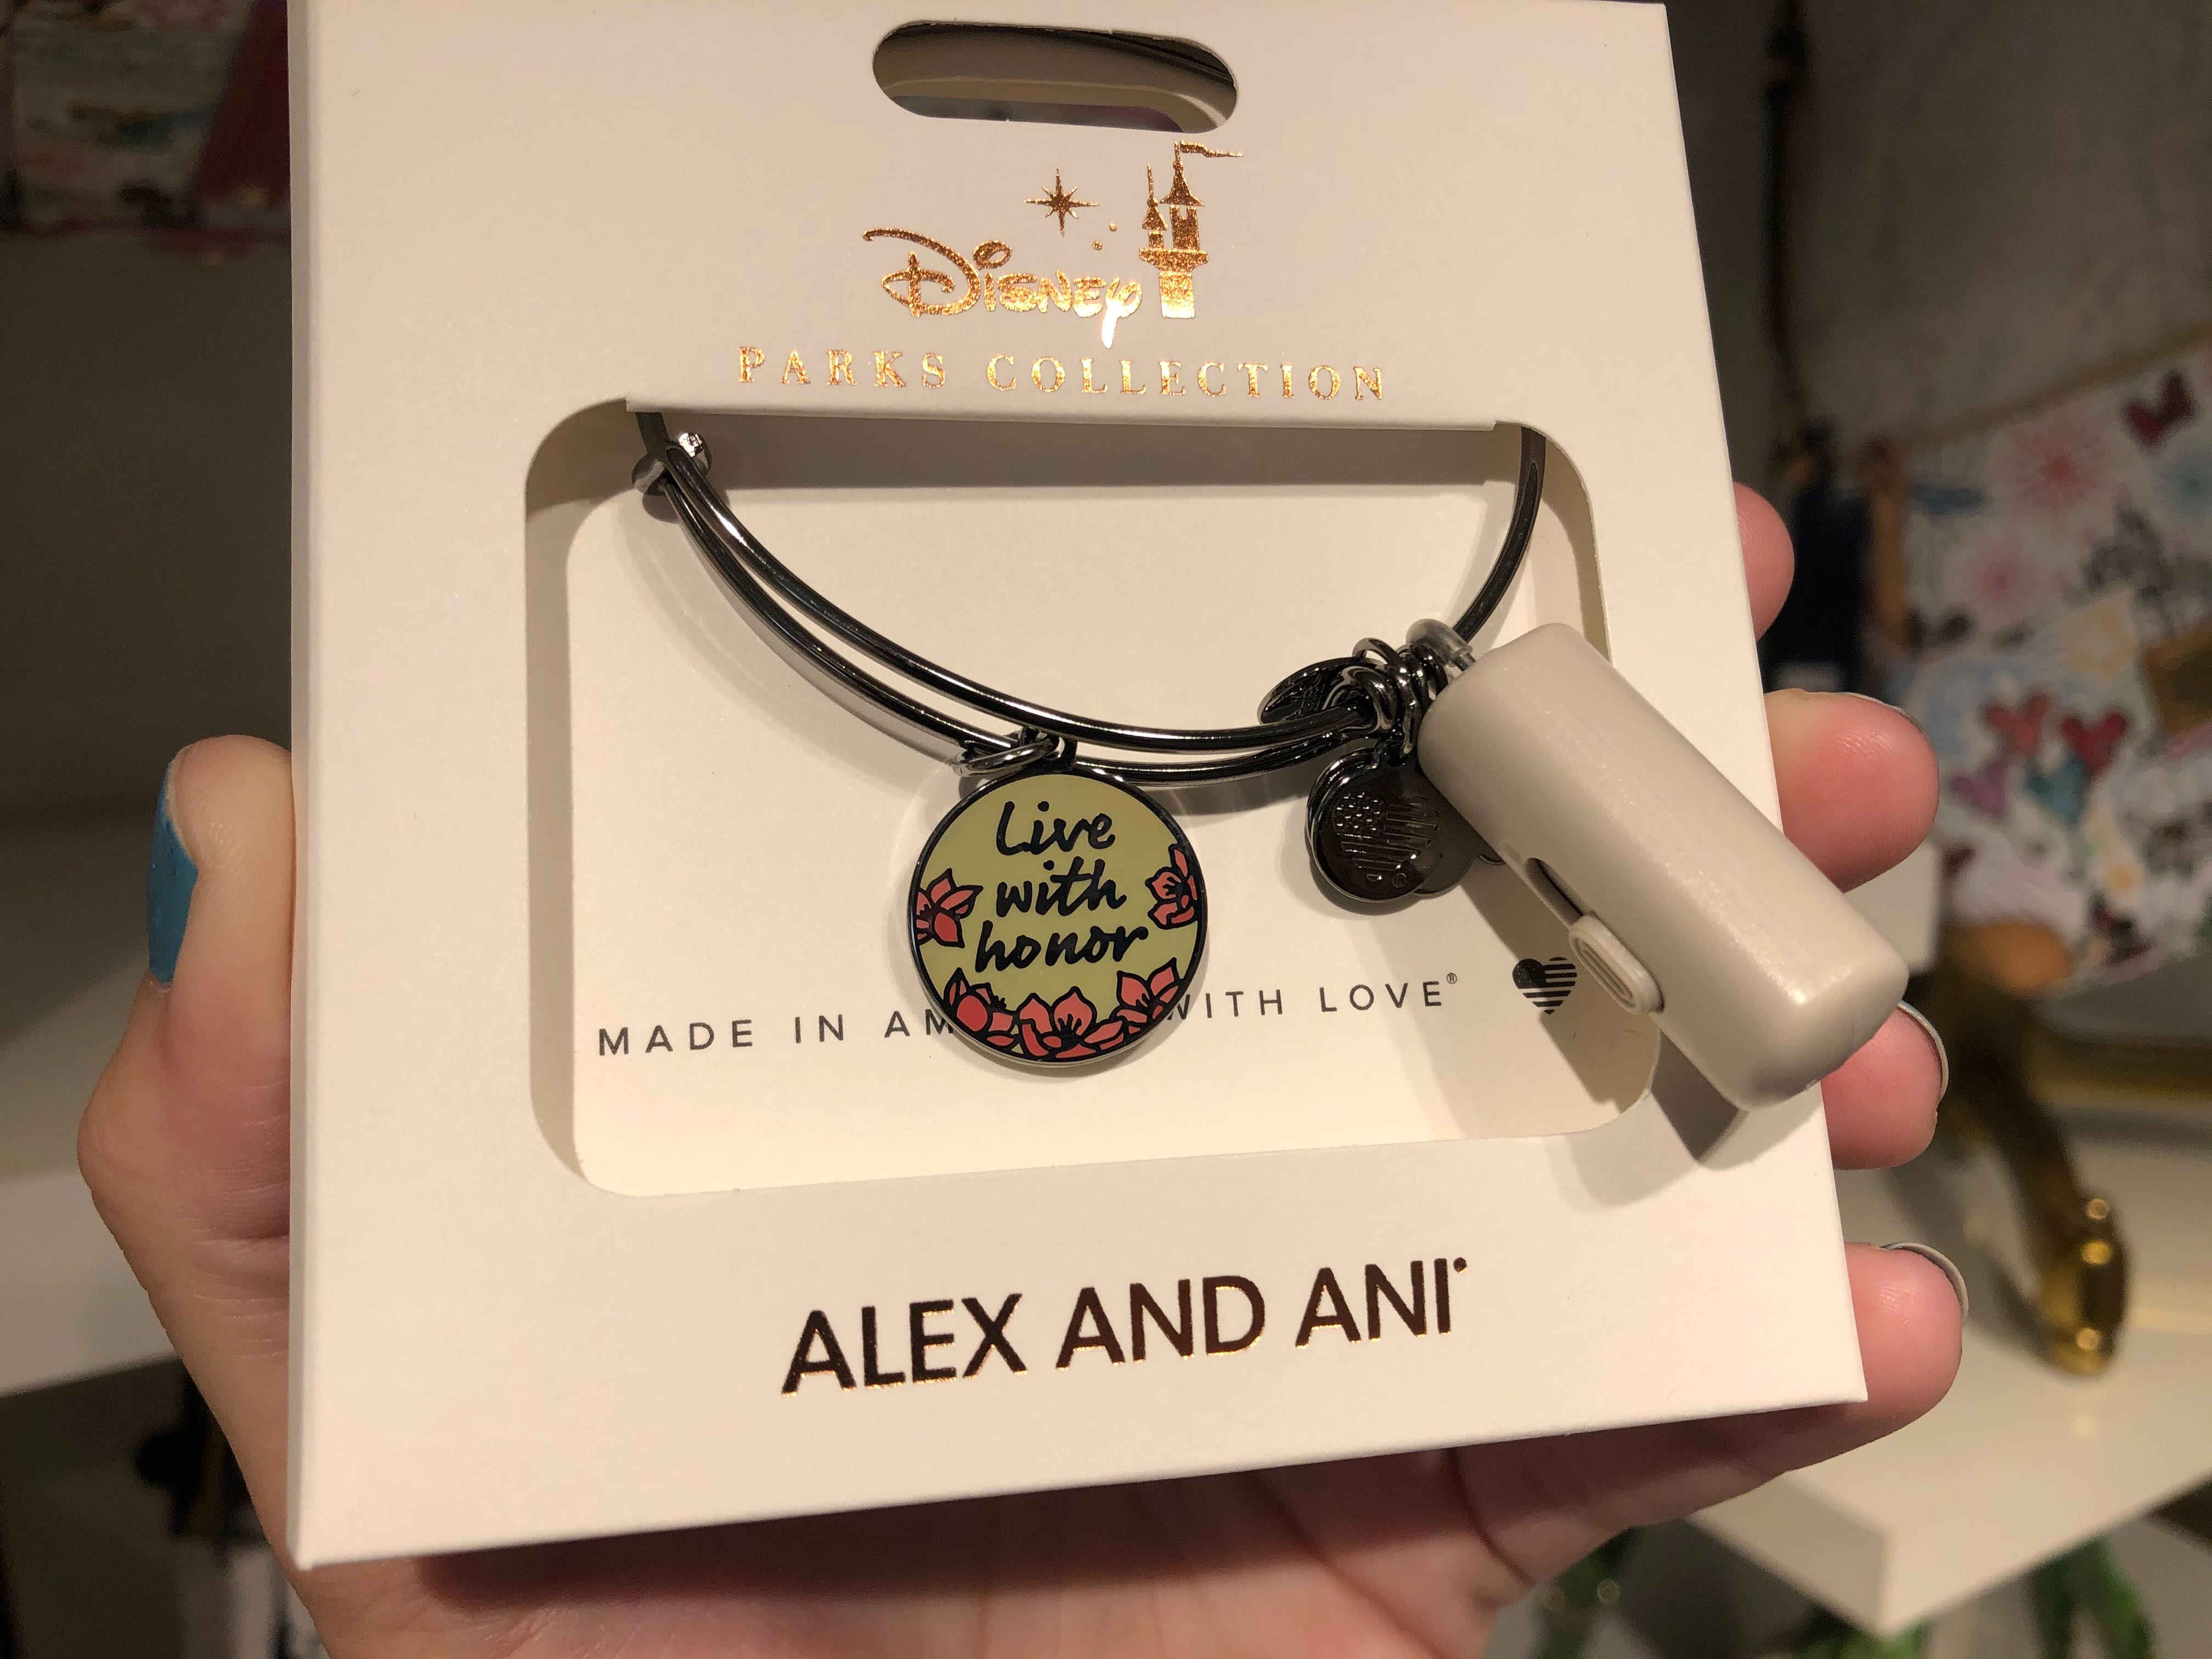 Disney
PARKS COLLECTION
Live
with
honor
MADE IN AM WITH LOVE®
ALEX AND ANI